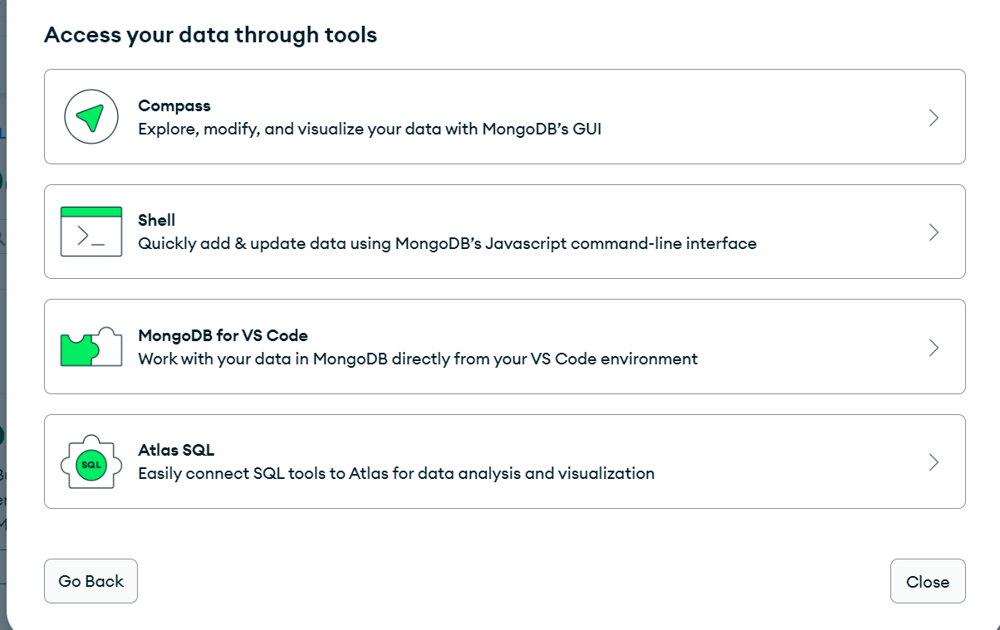 Access your data through tools
Compass
Explore, modify, and visualize your data with MongoDB's GUI
Shell
Quickly add & update data using MongoDB's Javascript command-line interface
MongoDB for VS Code
Work with your data in MongoDB directly from your VS Code environment
SQL
Atlas SQL
Easily connect SQL tools to Atlas for data analysis and visualization
Go Back
Close